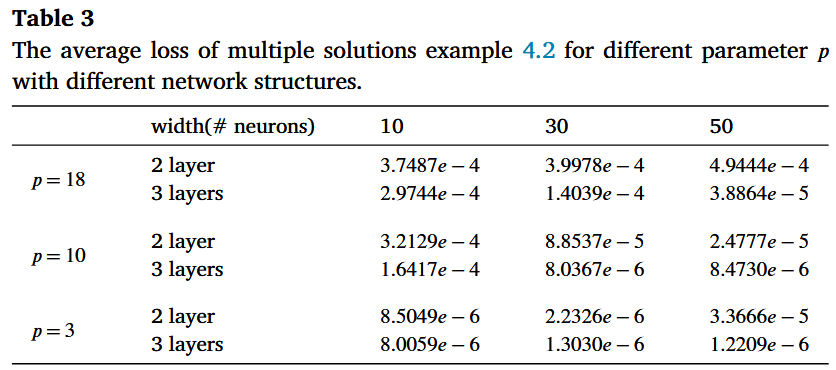 Table 3
The average loss of multiple solutions example 4.2 for different parameter p
with different network structures.
width(# neurons) 10 30 50
p = 18
2 layer 3.7487e − 4 3.9978e − 4 4.9444e − 4
3 layers 2.9744e − 4 1.4039e − 4 3.8864e − 5
p = 10
2 layer 3.2129e − 4 8.8537e − 5 2.4777e − 5
3 layers 1.6417e − 4 8.0367e − 6 8.4730e − 6
p = 3
2 layer 8.5049e − 6 2.2326e − 6 3.3666e − 5
3 layers 8.0059e − 6 1.3030e − 6 1.2209e − 6